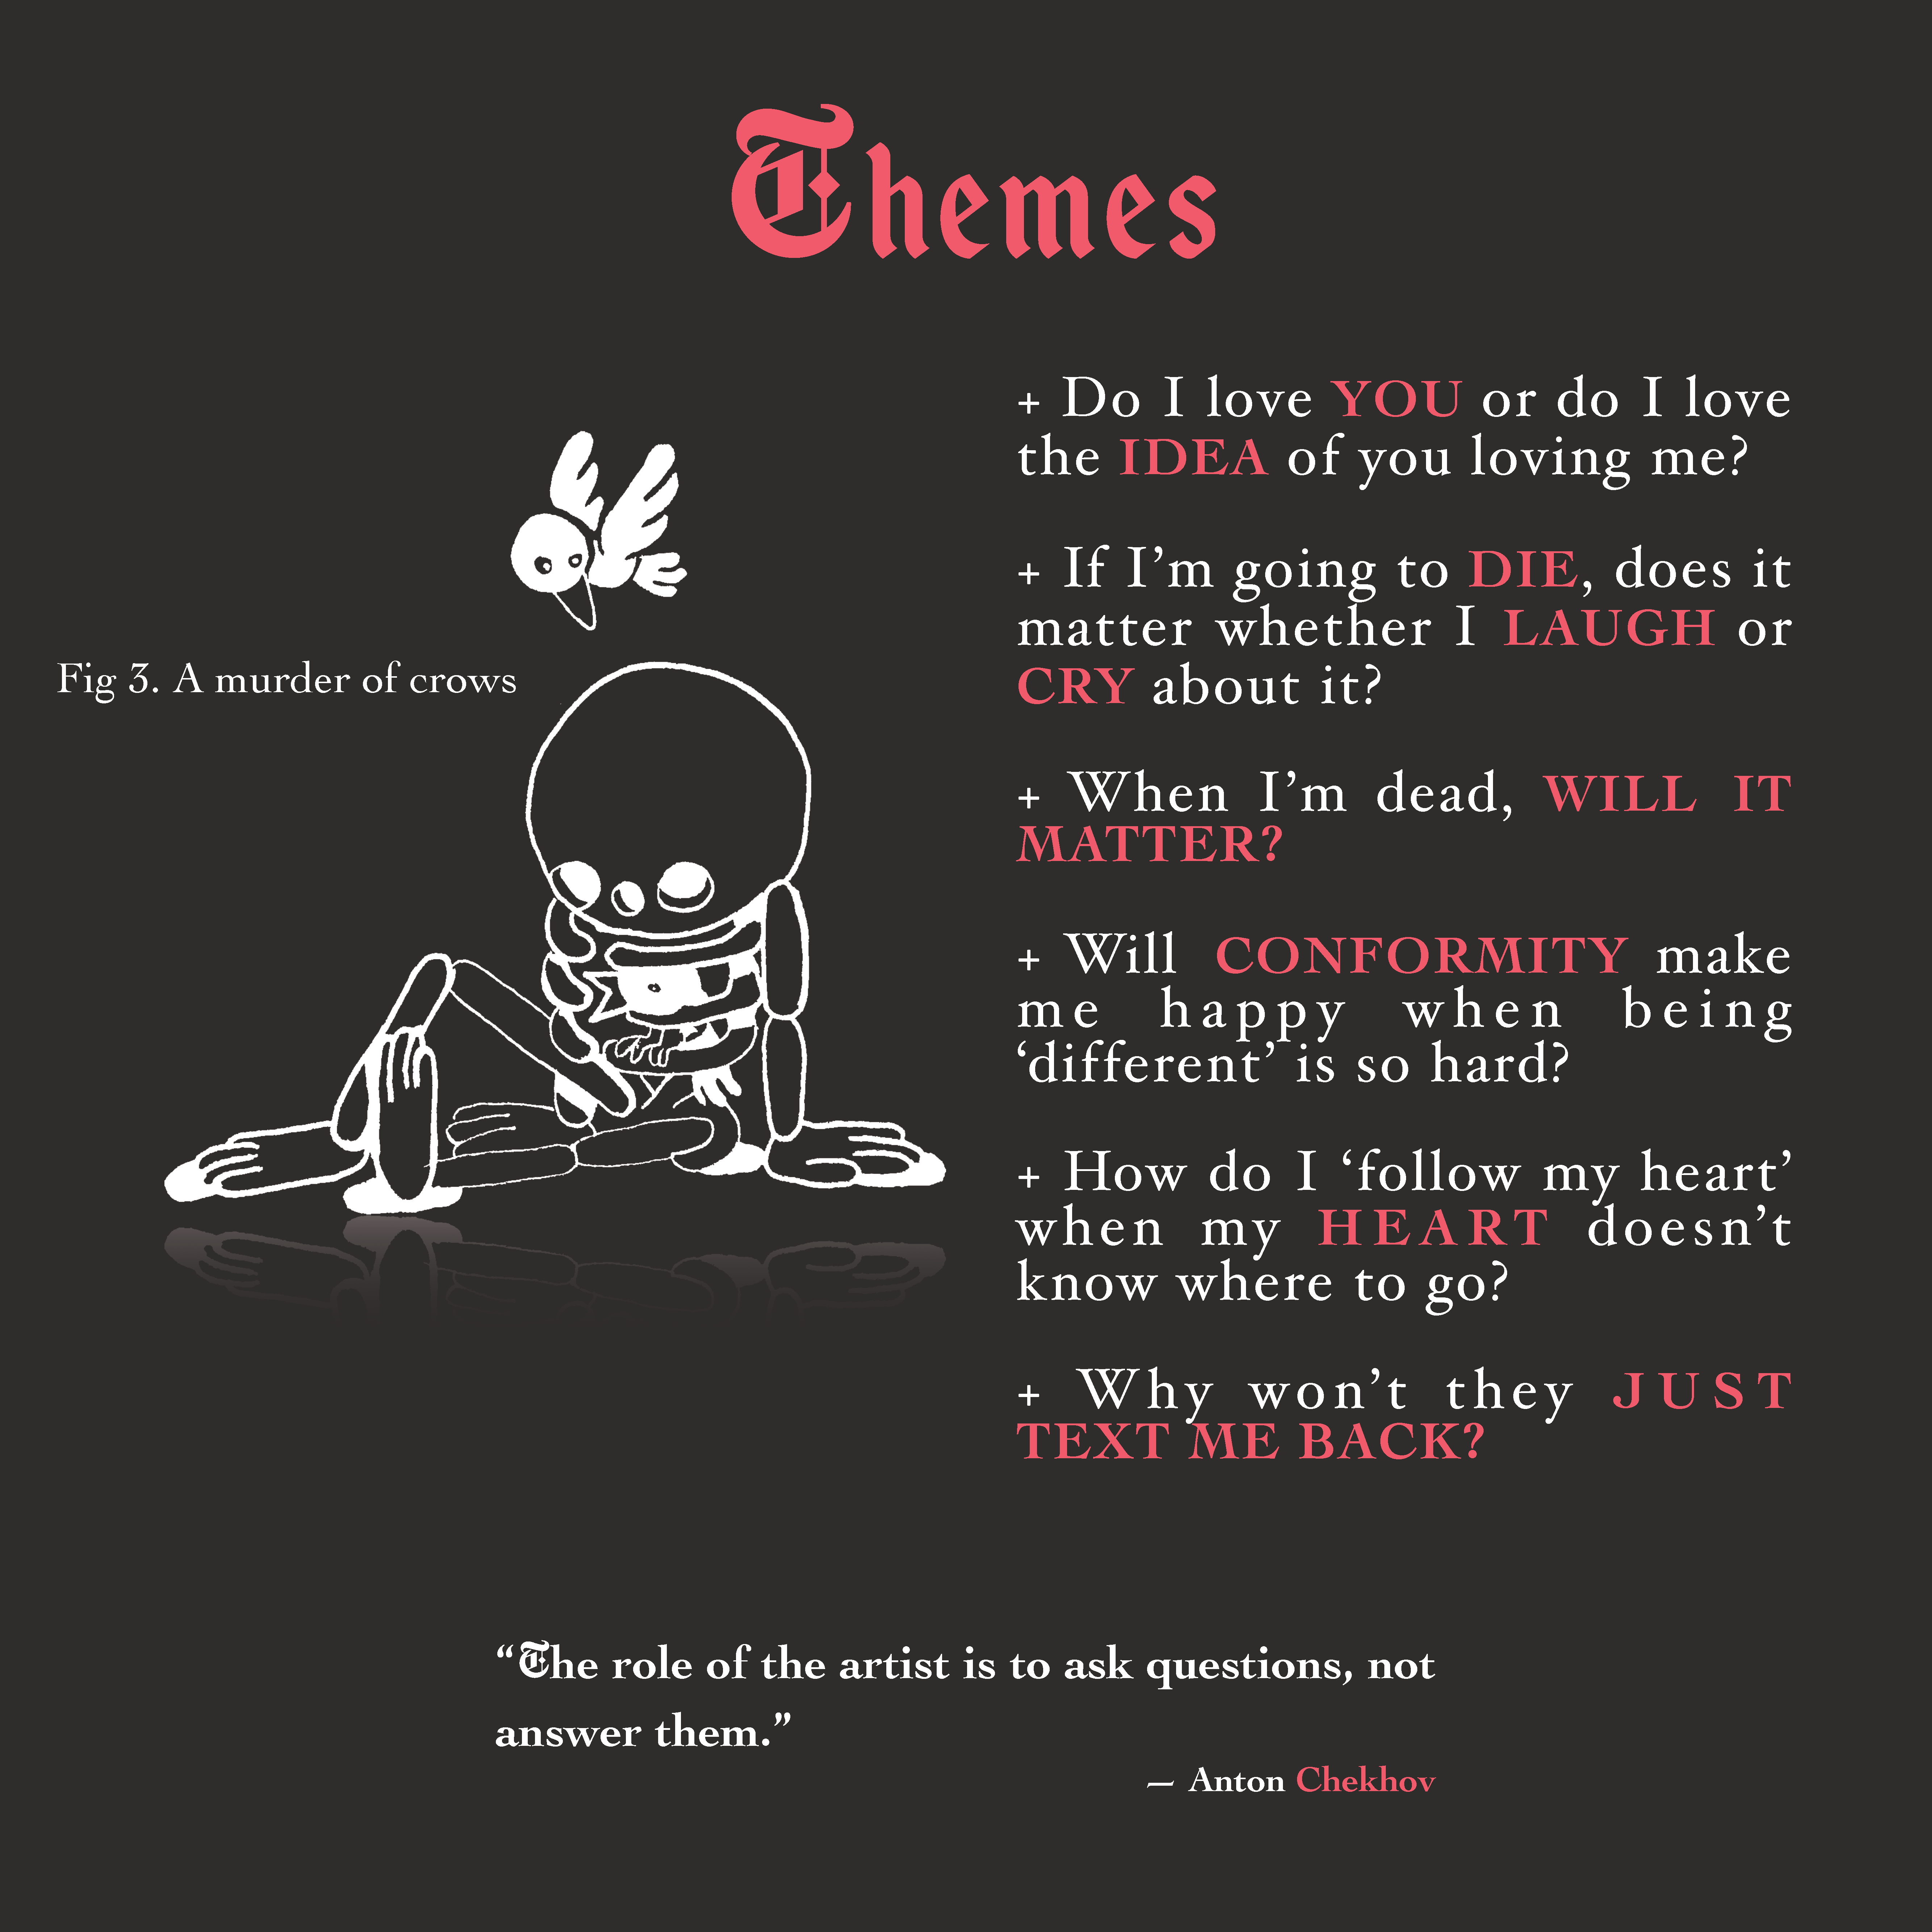 Themes
Fig 3. A murder of crows
+ Do I love YOU or do I love
the IDEA of you loving me?
+ If I’m going to DIE, does it
matter whether I LAUGH or
CRY about it?
+ When I’m dead, WILL IT
MATTER?
+ Will CONFORMITY make
me happy when being
‘different’ is so hard?
+ How do I ‘follow my heart’
when my HEART doesn’t
know where to go?
+ Why won’t they JUST
TEXT ME BACK?
“The role of the artist is to ask questions, not
answer them.”
— Anton Chekhov